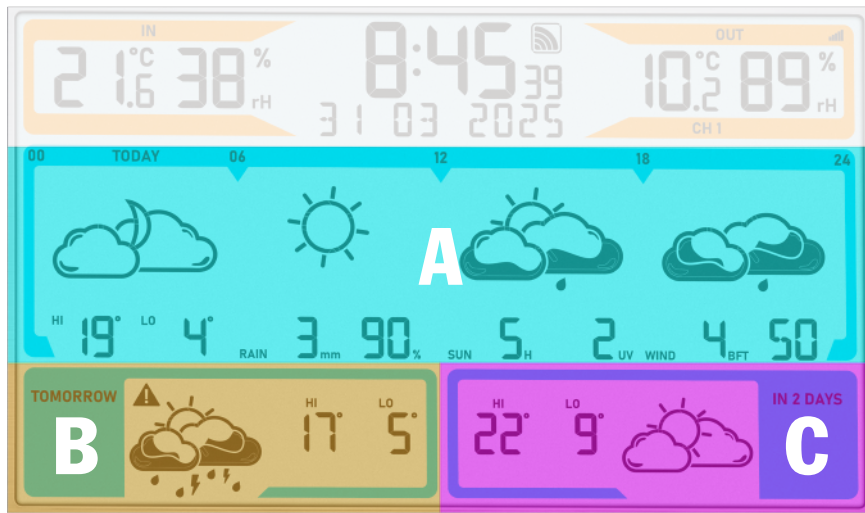 IN OUT
21.6 °C 38 % rH 8:45 39 10.2 °C 89 % rH
31 03 2025 CH 1
00 TODAY 06 12 18 24
A
HI 19° LO 4° RAIN 3 mm 90 % SUN 5 H 2 UV WIND 4 BFT 50
TOMORROW HI LO HI LO IN 2 DAYS
17° 5° 22° 9°
B C